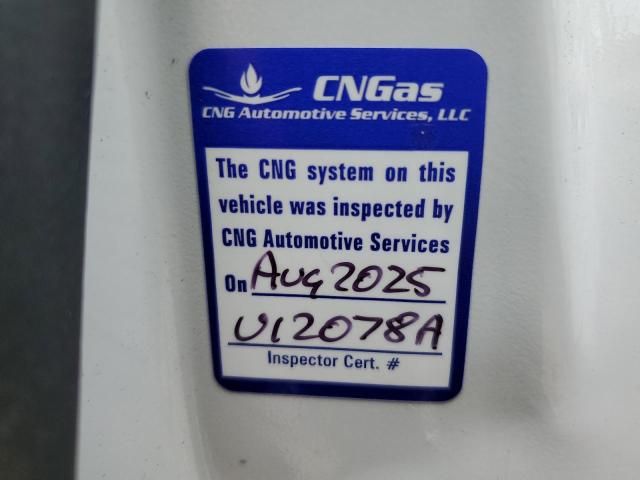 CNGas
CNG Automotive Services, LLC
The CNG system on this
vehicle was inspected by
CNG Automotive Services
On Aug 2025
U12078A
Inspector Cert. #